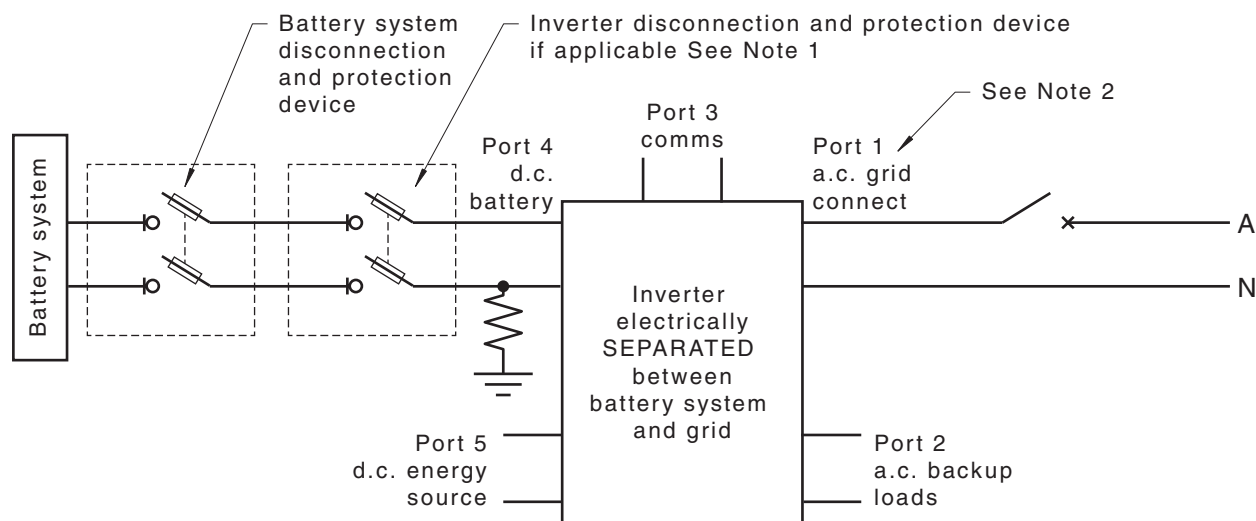 Battery system
disconnection
and protection
device
Inverter disconnection and protection device
if applicable See Note 1
See Note 2
Port 3
comms
Port 4
d.c.
battery
Port 1
a.c. grid
connect
Battery system
A
N
Inverter
electrically
SEPARATED
between
battery system
and grid
Port 5
d.c. energy
source
Port 2
a.c. backup
loads